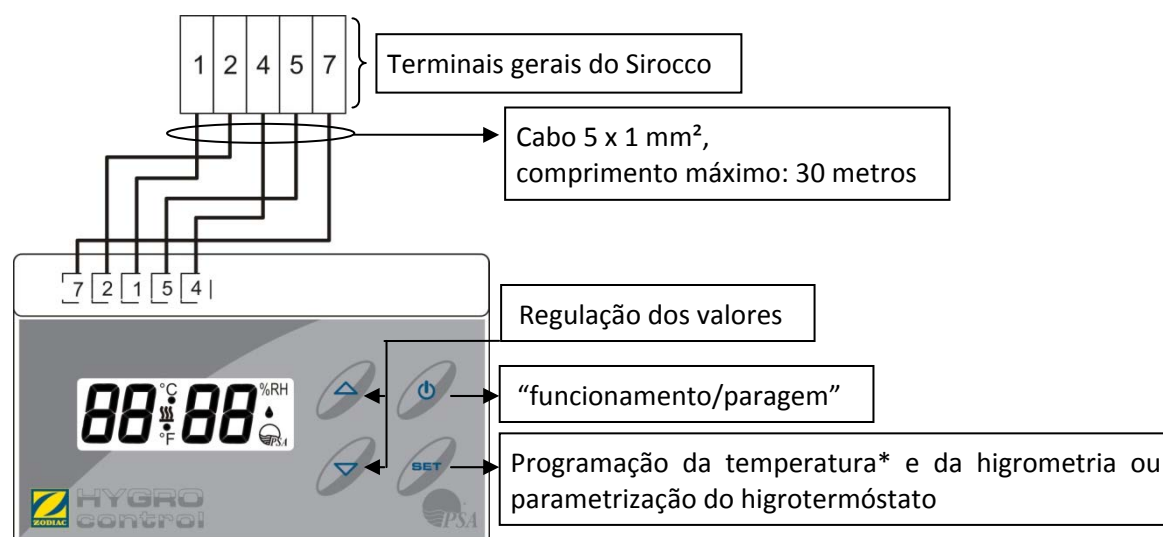 1 2 4 5 7
Terminais gerais do Sirocco
Cabo 5 x 1 mm²,
comprimento máximo: 30 metros
7 2 1 5 4
Regulação dos valores
88 °C °F 88 %RH
PSA
“funcionamento/paragem”
SET
Programação da temperatura* e da higrometria ou
parametrização do higrotermóstato
ZODIAC
HYGRO
control
PSA